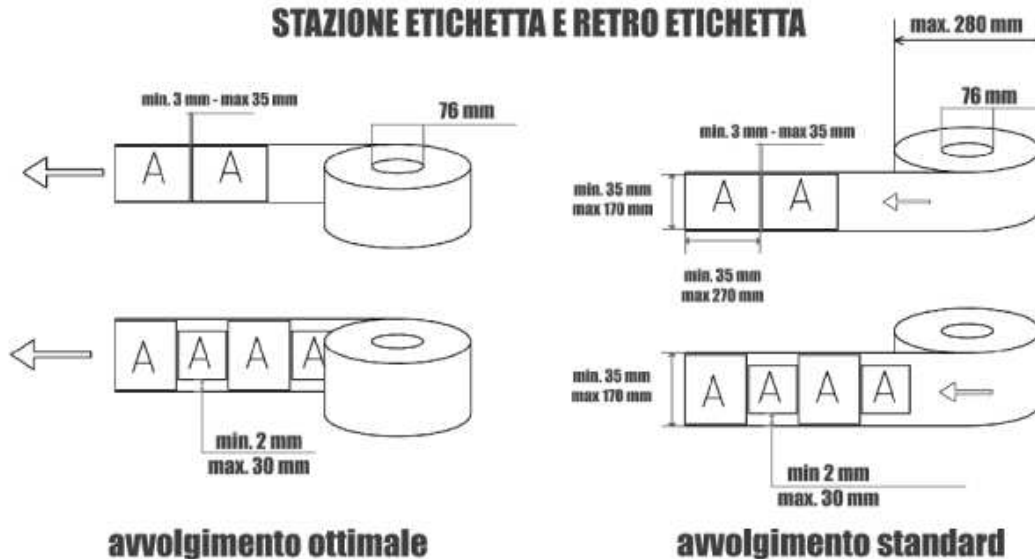 STAZIONE ETICHETTA E RETRO ETICHETTA
max. 280 mm
min. 3 mm - max 35 mm
76 mm
A A
76 mm
min. 3 mm - max 35 mm
min. 35 mm
max 170 mm
A A
min. 35 mm
max 270 mm
A A A A
min. 2 mm
max. 30 mm
min. 35 mm
max 170 mm
A A A A
min 2 mm
max. 30 mm
avvolgimento ottimale
avvolgimento standard